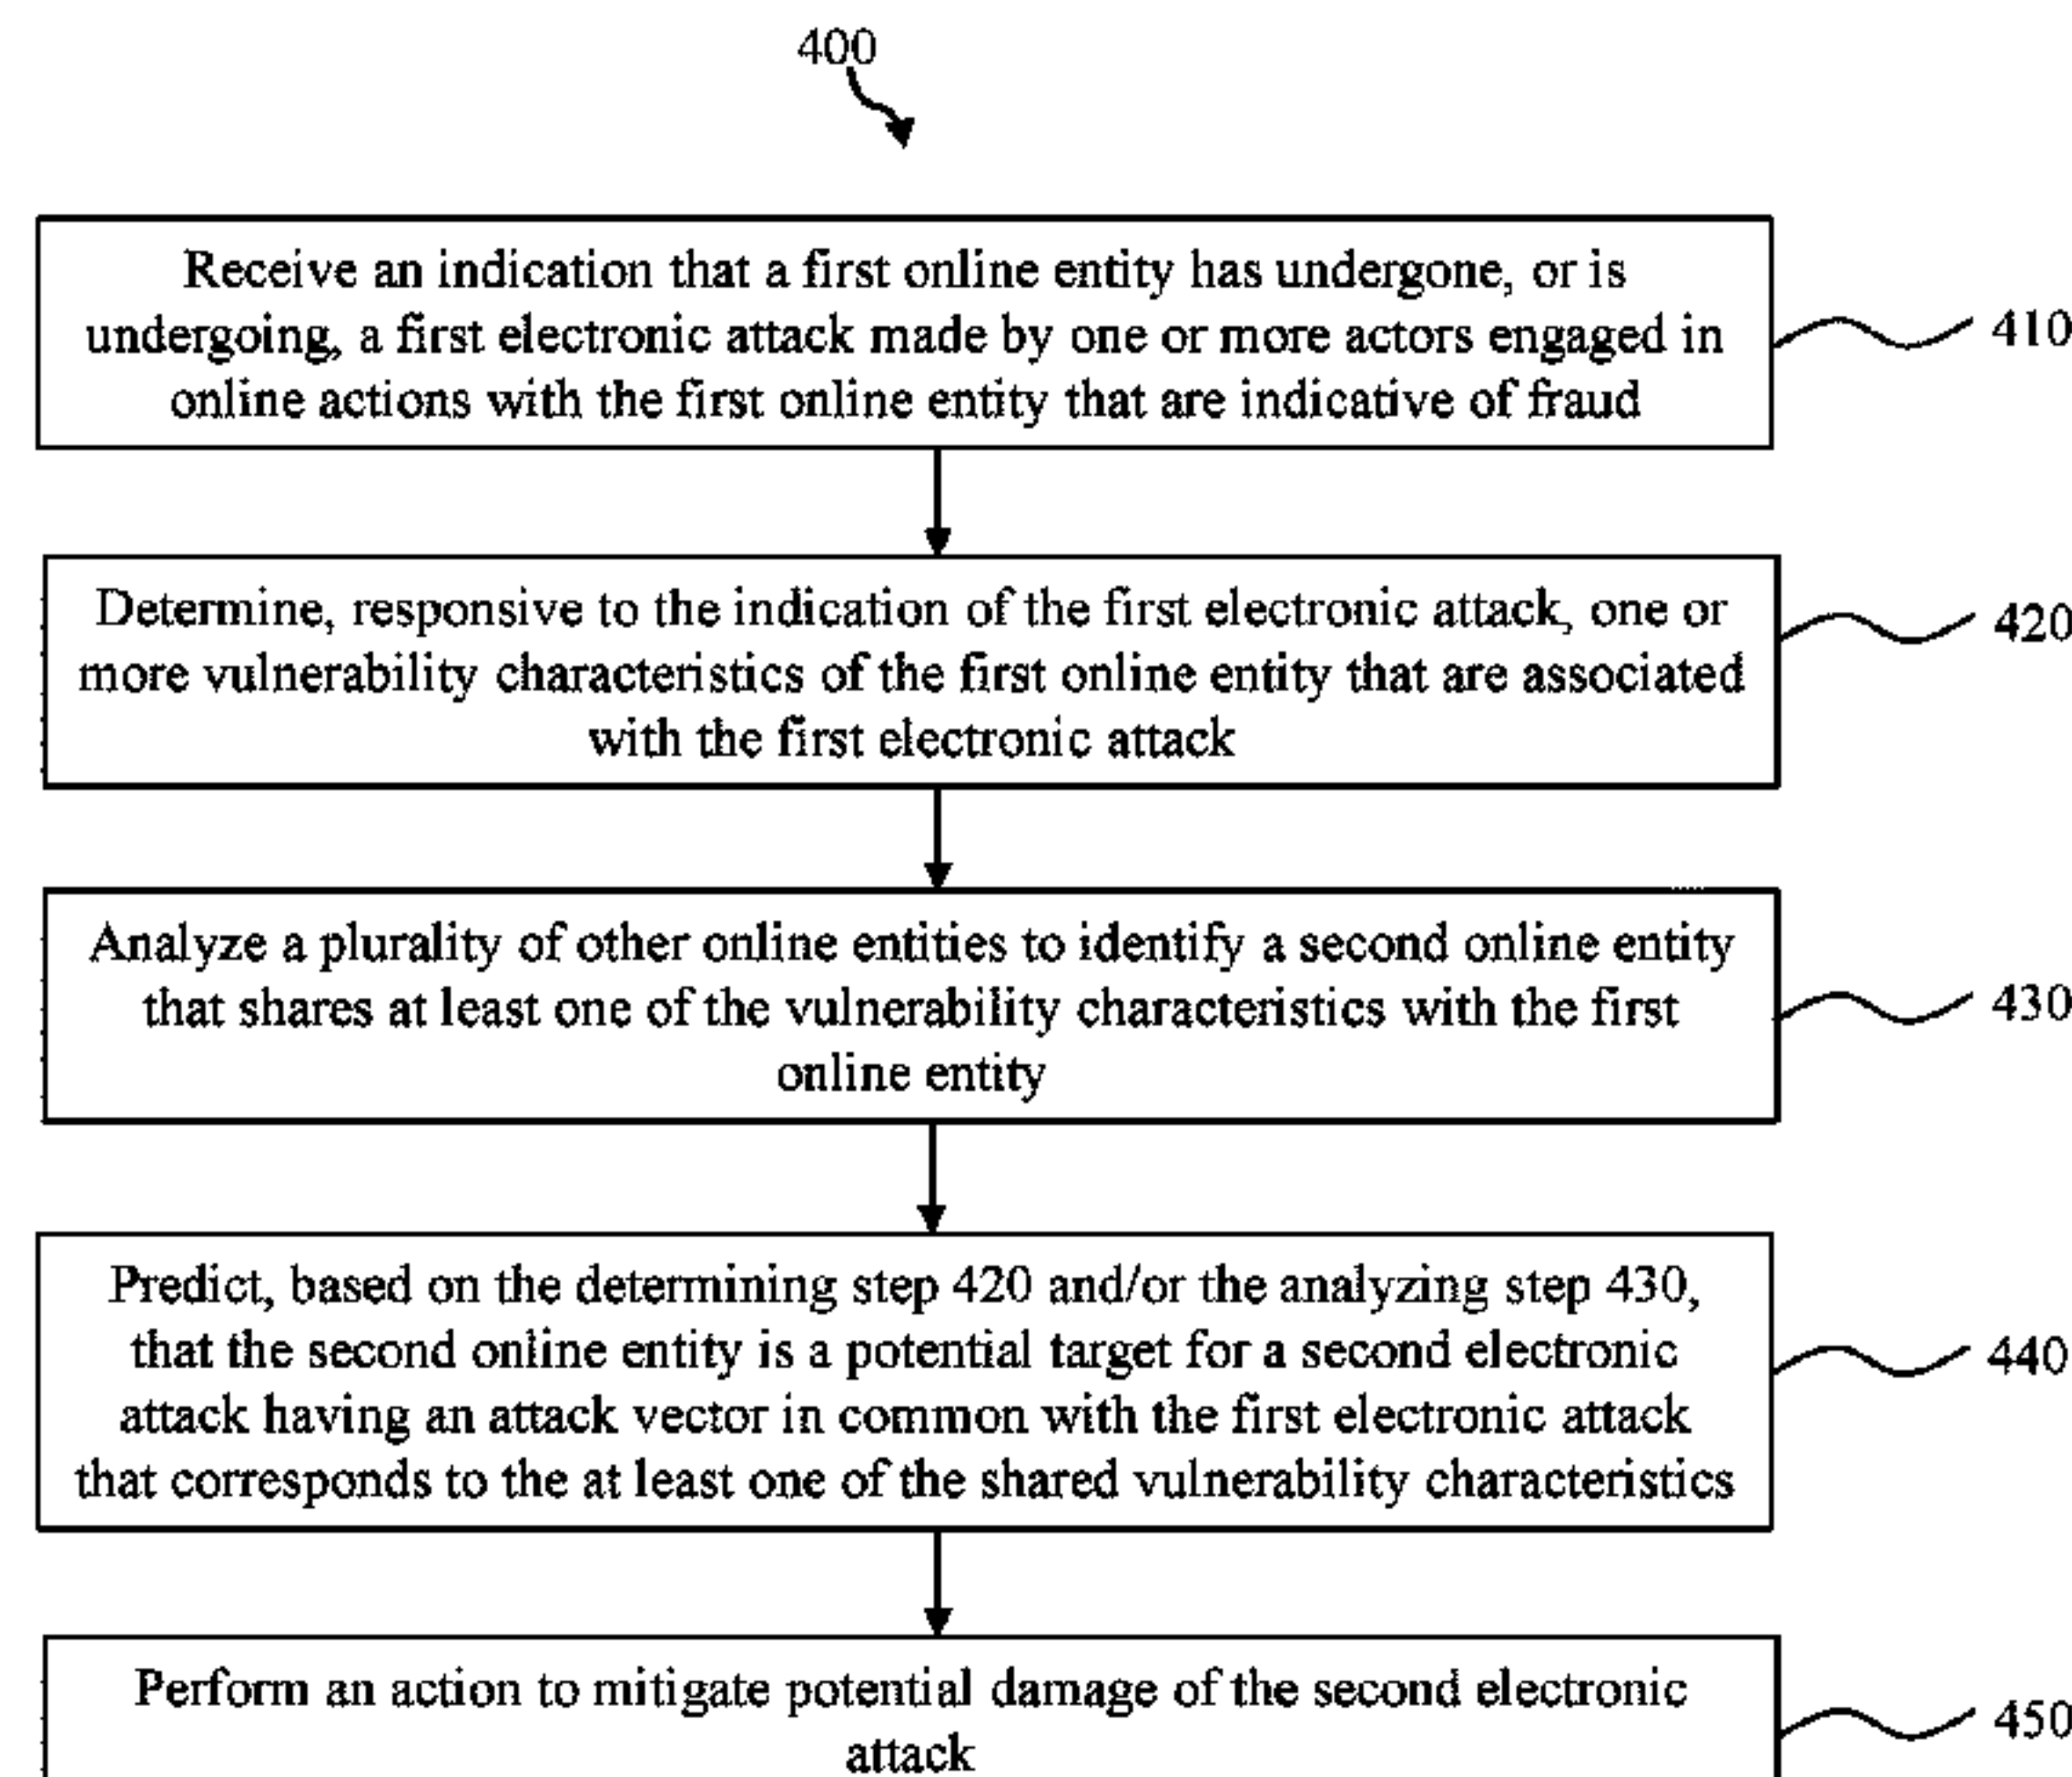 400
Receive an indication that a first online entity has undergone, or is
undergoing, a first electronic attack made by one or more actors engaged in
online actions with the first online entity that are indicative of fraud
410
Determine, responsive to the indication of the first electronic attack, one or
more vulnerability characteristics of the first online entity that are associated
with the first electronic attack
420
Analyze a plurality of other online entities to identify a second online entity
that shares at least one of the vulnerability characteristics with the first
online entity
430
Predict, based on the determining step 420 and/or the analyzing step 430,
that the second online entity is a potential target for a second electronic
attack having an attack vector in common with the first electronic attack
that corresponds to the at least one of the shared vulnerability characteristics
440
Perform an action to mitigate potential damage of the second electronic
attack
450